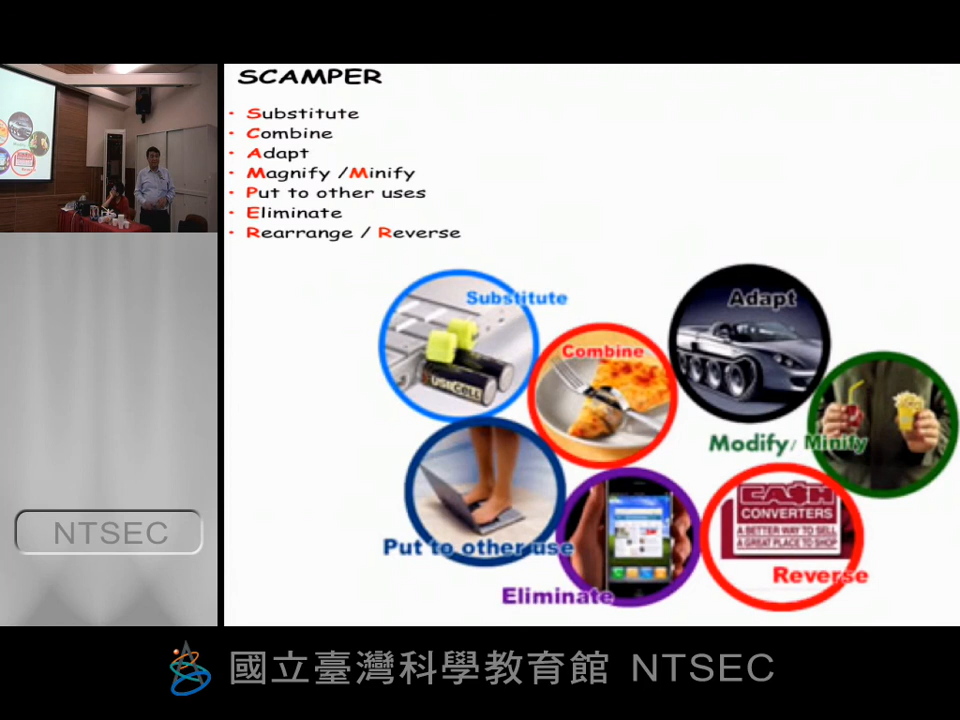 SCAMPER
• Substitute
• Combine
• Adapt
• Magnify /Minify
• Put to other uses
• Eliminate
• Rearrange / Reverse
Substitute
Adapt
Combine
USBCELL
Modify/ Minify
CA$H
CONVERTERS
A BETTER WAY TO SELL
A GREAT PLACE TO SHOP
Put to other use
Reverse
Eliminate
NTSEC
國立臺灣科學教育館 NTSEC